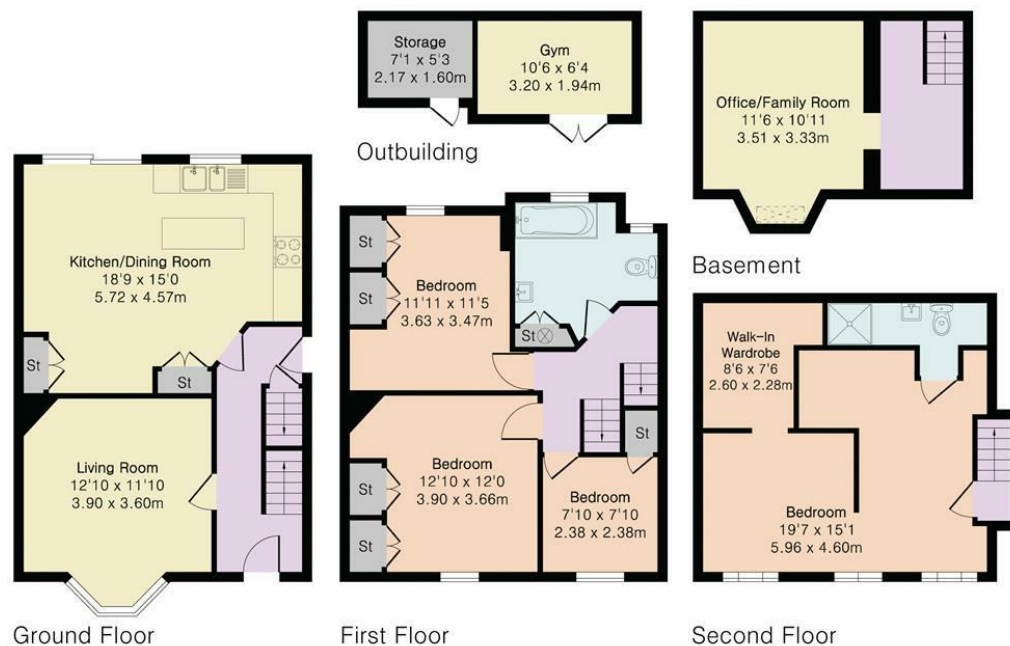 Storage
7'1 x 5'3
2.17 x 1.60m
Gym
10'6 x 6'4
3.20 x 1.94m
Outbuilding
Office/Family Room
11'6 x 10'11
3.51 x 3.33m
Basement
Kitchen/Dining Room
18'9 x 15'0
5.72 x 4.57m
St
St
Living Room
12'10 x 11'10
3.90 x 3.60m
Ground Floor
St
St
Bedroom
11'11 x 11'5
3.63 x 3.47m
St
St
Bedroom
12'10 x 12'0
3.90 x 3.66m
St
St
Bedroom
7'10 x 7'10
2.38 x 2.38m
First Floor
Walk-In
Wardrobe
8'6 x 7'6
2.60 x 2.28m
Bedroom
19'7 x 15'1
5.96 x 4.60m
Second Floor